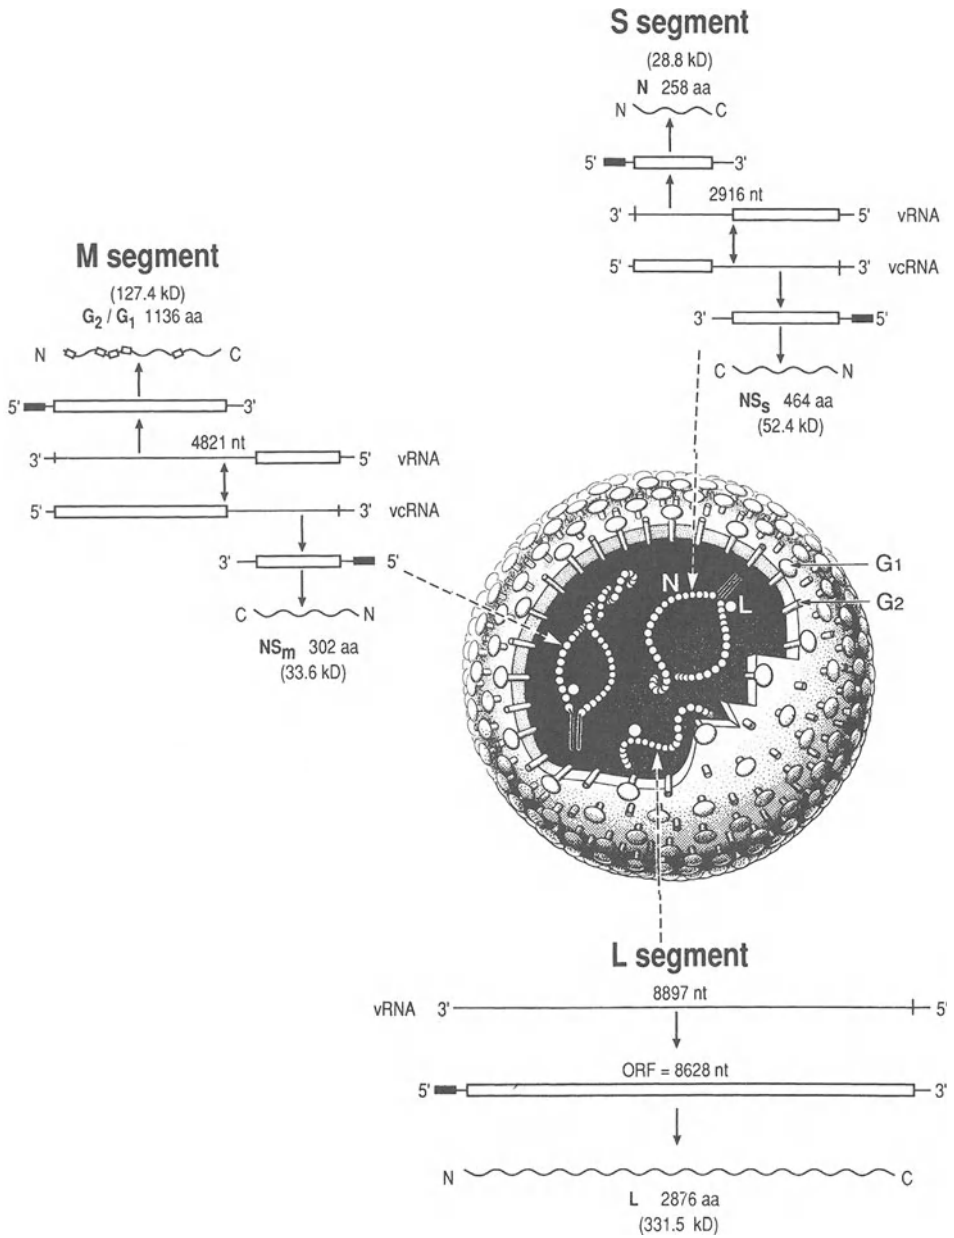 S segment
(28.8 kD)
N 258 aa
N C
5' 3'
2916 nt
3' 5' vRNA
5' 3' vcRNA
3' 5'
C N
NSs 464 aa
(52.4 kD)
M segment
(127.4 kD)
G2 / G1 1136 aa
N C
5' 3'
4821 nt
3' 5' vRNA
5' 3' vcRNA
3' 5'
C N
NSm 302 aa
(33.6 kD)
G1
G2
N
L
L segment
8897 nt
vRNA 3' 5'
ORF = 8628 nt
5' 3'
N C
L 2876 aa
(331.5 kD)